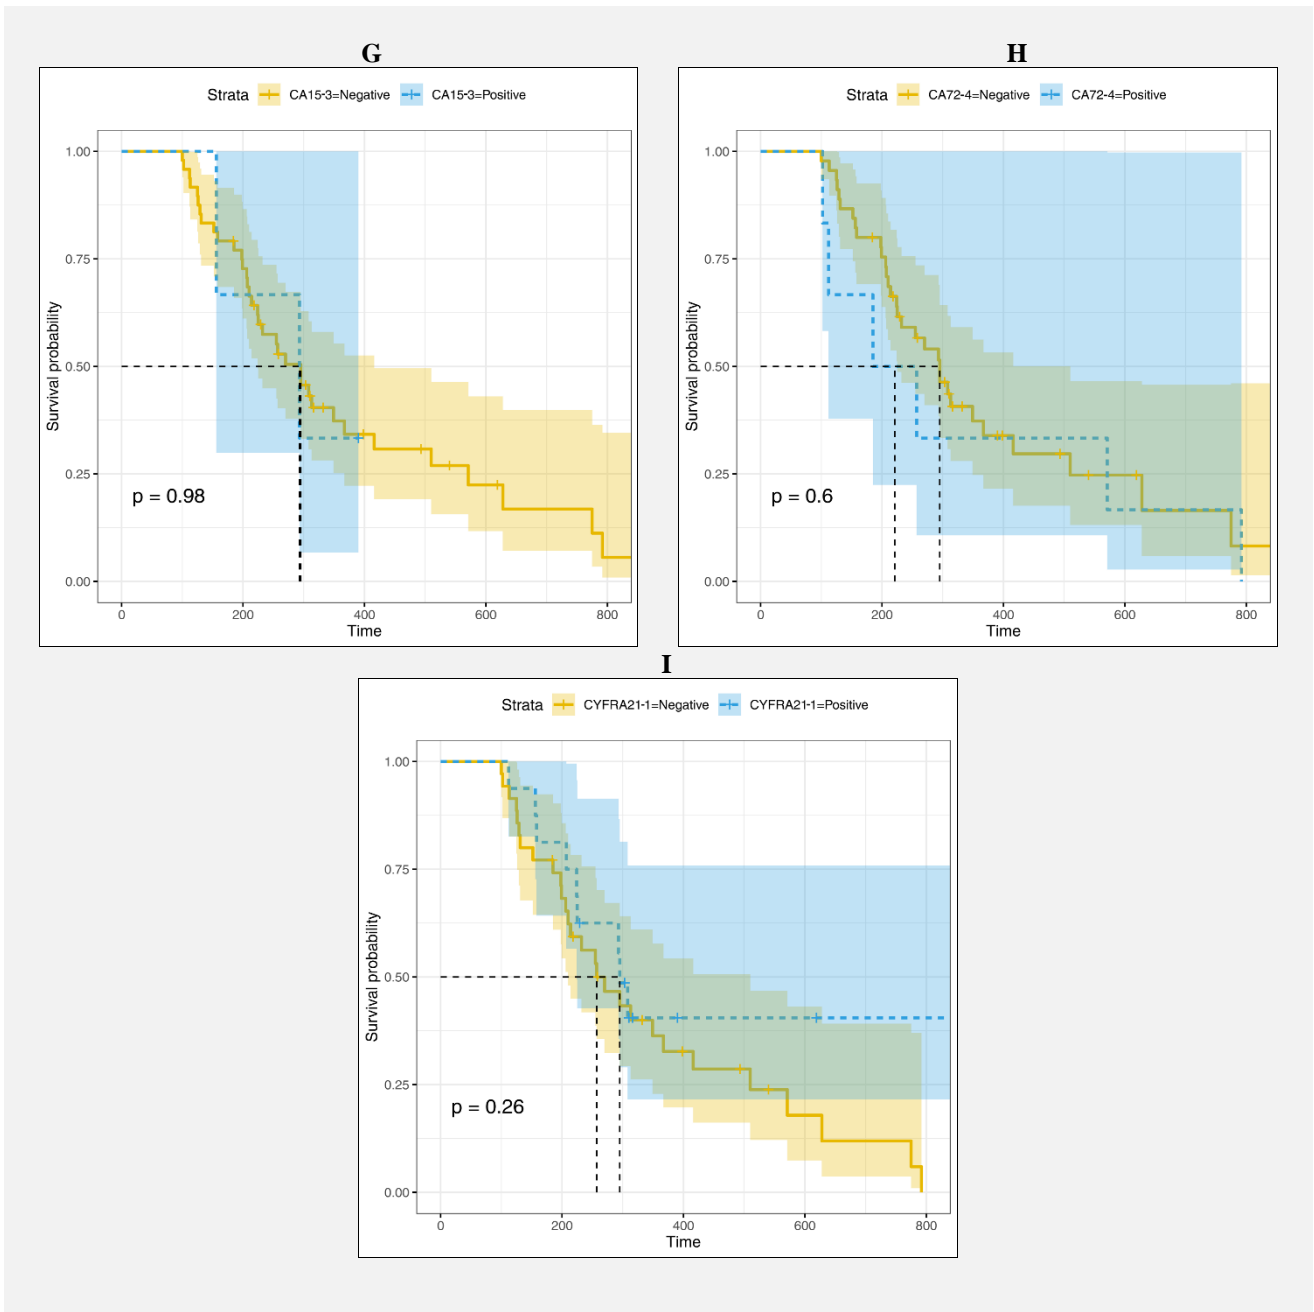 G
Strata CA15-3=Negative CA15-3=Positive
1.00
0.75
0.50
0.25
0.00
Survival probability
p = 0.98
0 200 400 600 800
Time
H
Strata CA72-4=Negative CA72-4=Positive
1.00
0.75
0.50
0.25
0.00
Survival probability
p = 0.6
0 200 400 600 800
Time
I
Strata CYFRA21-1=Negative CYFRA21-1=Positive
1.00
0.75
0.50
0.25
0.00
Survival probability
p = 0.26
0 200 400 600 800
Time